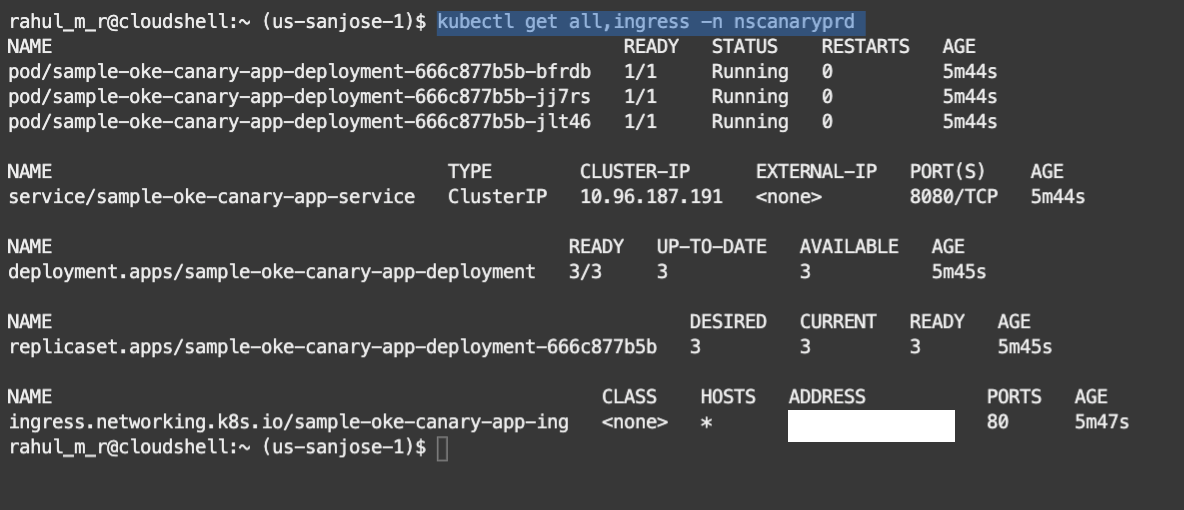 rahul_m_r@cloudshell:~ (us-sanjose-1)$ kubectl get all,ingress -n nscanaryprd
NAME READY STATUS RESTARTS AGE
pod/sample-oke-canary-app-deployment-666c877b5b-bfrdb 1/1 Running 0 5m44s
pod/sample-oke-canary-app-deployment-666c877b5b-jj7rs 1/1 Running 0 5m44s
pod/sample-oke-canary-app-deployment-666c877b5b-jlt46 1/1 Running 0 5m44s
NAME TYPE CLUSTER-IP EXTERNAL-IP PORT(S) AGE
service/sample-oke-canary-app-service ClusterIP 10.96.187.191 <none> 8080/TCP 5m44s
NAME READY UP-TO-DATE AVAILABLE AGE
deployment.apps/sample-oke-canary-app-deployment 3/3 3 3 5m45s
NAME DESIRED CURRENT READY AGE
replicaset.apps/sample-oke-canary-app-deployment-666c877b5b 3 3 3 5m45s
NAME CLASS HOSTS ADDRESS PORTS AGE
ingress.networking.k8s.io/sample-oke-canary-app-ing <none> * 80 5m47s
rahul_m_r@cloudshell:~ (us-sanjose-1)$